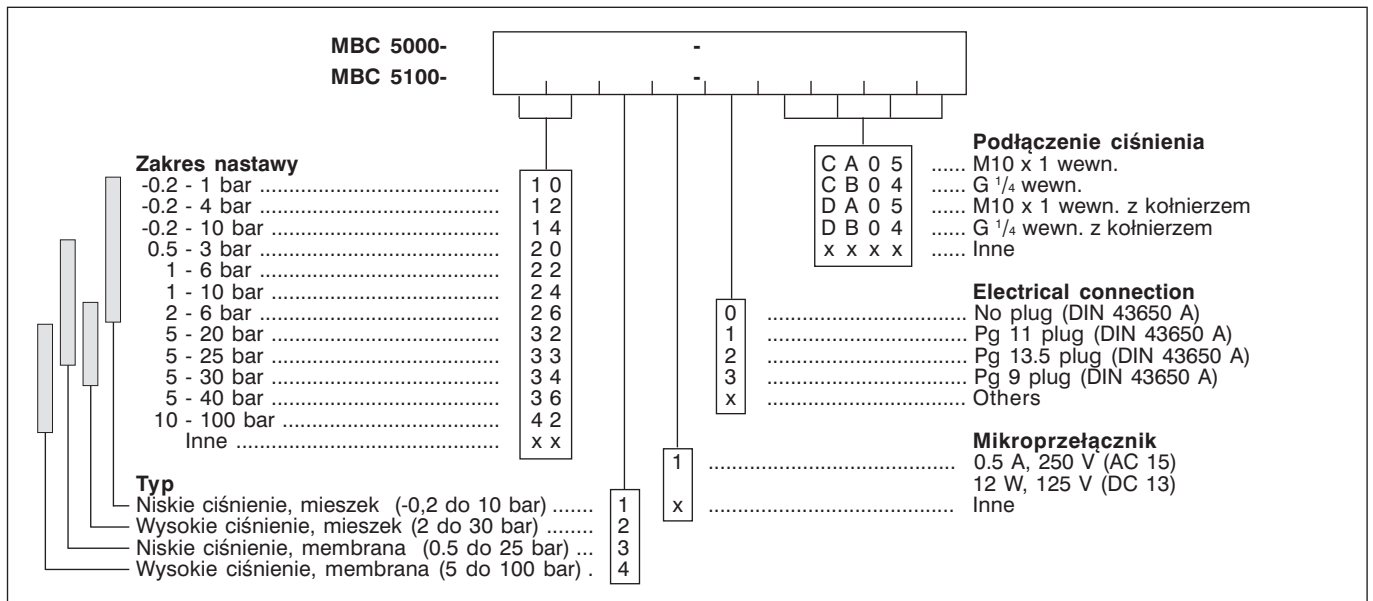 MBC 5000- -
MBC 5100- -
Podłączenie ciśnienia
C A 0 5 ...... M10 x 1 wewn.
C B 0 4 ...... G 1/4 wewn.
D A 0 5 ...... M10 x 1 wewn. z kołnierzem
D B 0 4 ...... G 1/4 wewn. z kołnierzem
x x x x ...... Inne
Zakres nastawy
-0.2 - 1 bar ................................... 1 0
-0.2 - 4 bar ................................... 1 2
-0.2 - 10 bar ................................. 1 4
0.5 - 3 bar ................................... 2 0
1 - 6 bar ................................... 2 2
1 - 10 bar ................................... 2 4
2 - 6 bar ................................... 2 6
5 - 20 bar ................................... 3 2
5 - 25 bar ................................... 3 3
5 - 30 bar ................................... 3 4
5 - 40 bar ................................... 3 6
10 - 100 bar ................................. 4 2
Inne ....................................... x x
Electrical connection
0 ............................... No plug (DIN 43650 A)
1 ............................... Pg 11 plug (DIN 43650 A)
2 ............................... Pg 13.5 plug (DIN 43650 A)
3 ............................... Pg 9 plug (DIN 43650 A)
x ............................... Others
Mikroprzełącznik
1 ..................................... 0.5 A, 250 V (AC 15)
12 W, 125 V (DC 13)
x ..................................... Inne
Typ
Niskie ciśnienie, mieszek (-0,2 do 10 bar) ....... 1
Wysokie ciśnienie, mieszek (2 do 30 bar) ........ 2
Niskie ciśnienie, membrana (0.5 do 25 bar) ... 3
Wysokie ciśnienie, membrana (5 do 100 bar) . 4